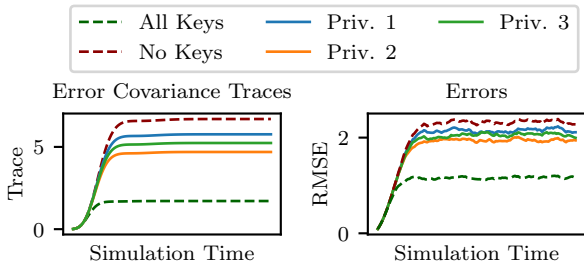 All Keys
No Keys
Priv. 1
Priv. 2
Priv. 3
Error Covariance Traces
Trace
5
0
Simulation Time
Errors
RMSE
2
0
Simulation Time